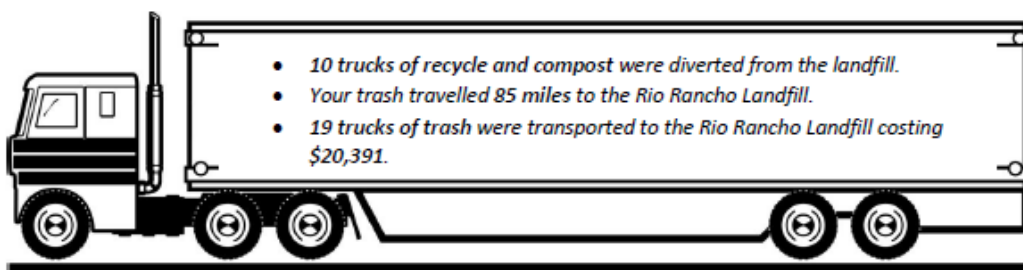 • 10 trucks of recycle and compost were diverted from the landfill.
• Your trash travelled 85 miles to the Rio Rancho Landfill.
• 19 trucks of trash were transported to the Rio Rancho Landfill costing
$20,391.